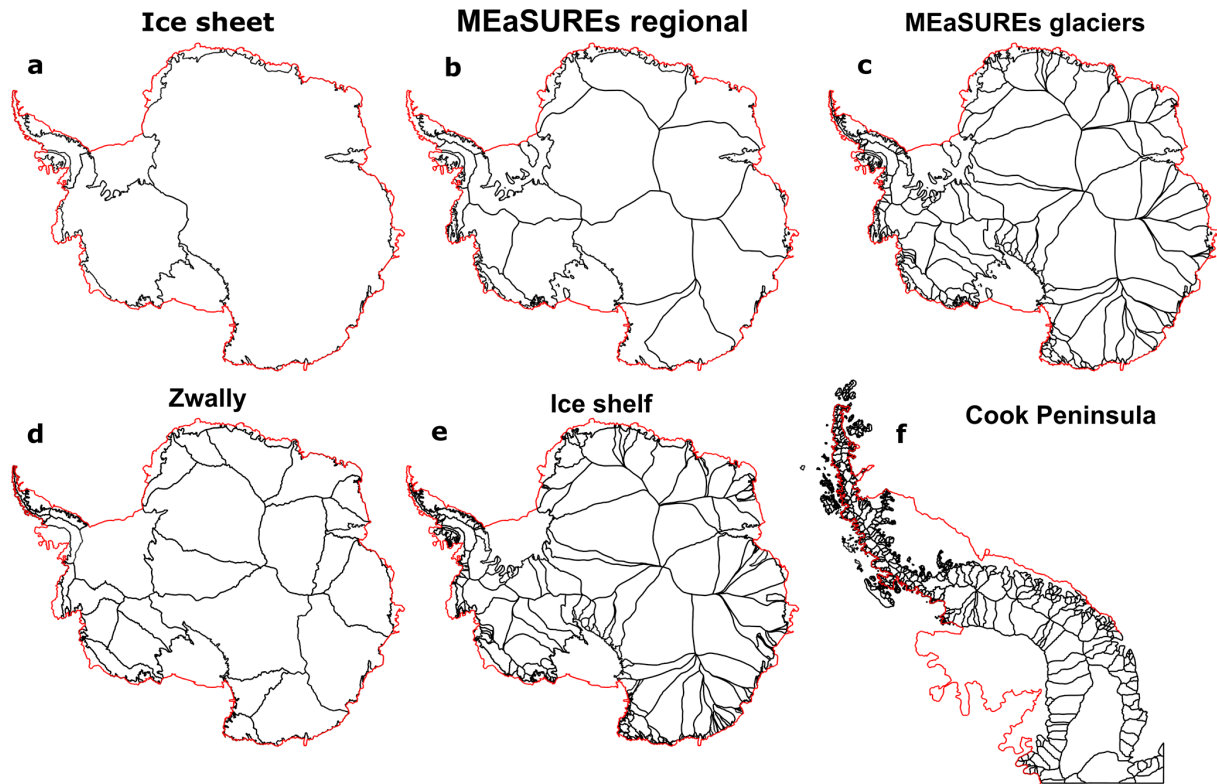 Ice sheet
MEaSUREs regional
MEaSUREs glaciers
a
b
c
Zwally
Ice shelf
Cook Peninsula
d
e
f